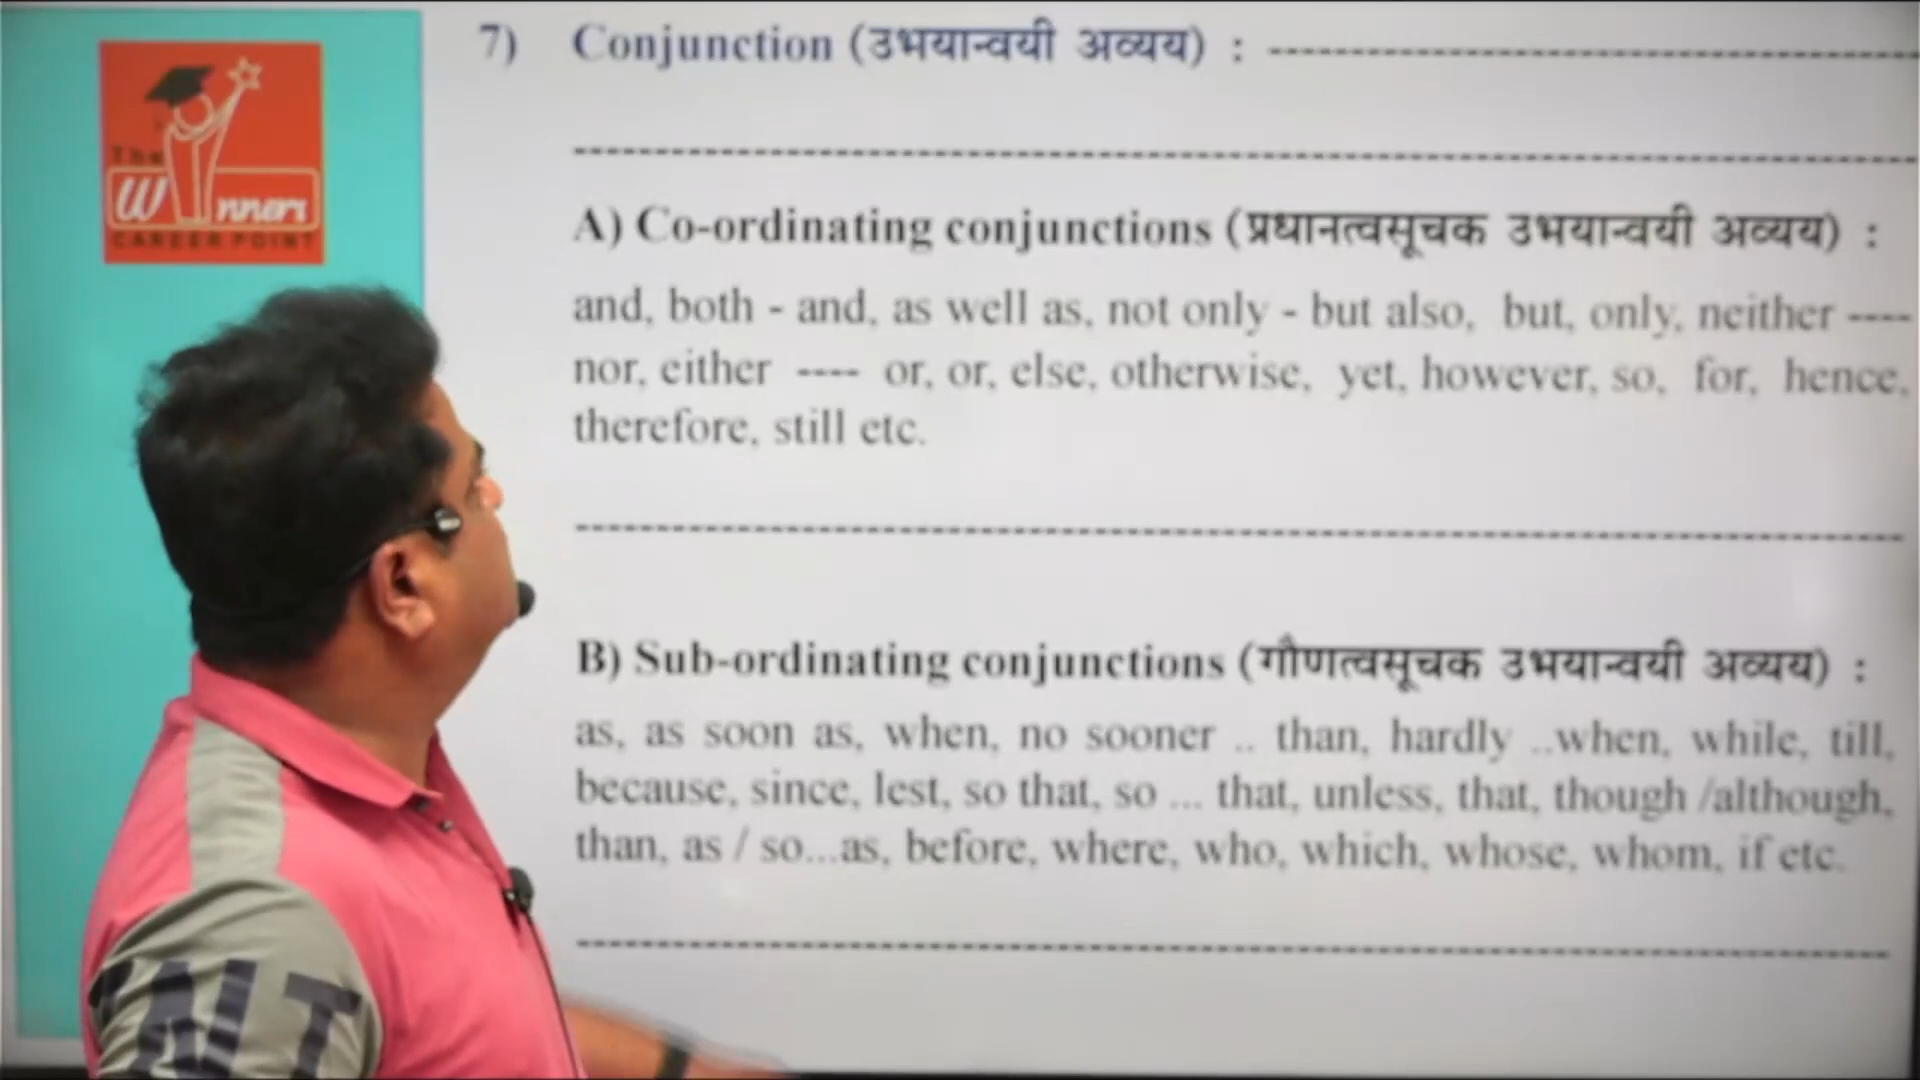 The
Winners
CAREER POINT
7) Conjunction (उभयान्वयी अव्यय) : ----------------------------------------
--------------------------------------------------------------------------------
A) Co-ordinating conjunctions (प्रधानत्वसूचक उभयान्वयी अव्यय) :
and, both - and, as well as, not only - but also, but, only, neither ----
nor, either ---- or, or, else, otherwise, yet, however, so, for, hence,
therefore, still etc.
--------------------------------------------------------------------------------
B) Sub-ordinating conjunctions (गौणत्वसूचक उभयान्वयी अव्यय) :
as, as soon as, when, no sooner .. than, hardly ..when, while, till,
because, since, lest, so that, so ... that, unless, that, though /although,
than, as / so...as, before, where, who, which, whose, whom, if etc.
--------------------------------------------------------------------------------